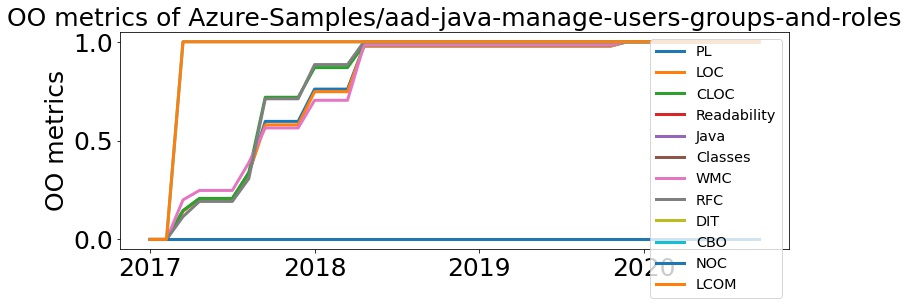 OO metrics of Azure-Samples/aad-java-manage-users-groups-and-roles
OO metrics
1.0
0.5
0.0
2017
2018
2019
2020
PL
LOC
CLOC
Readability
Java
Classes
WMC
RFC
DIT
CBO
NOC
LCOM